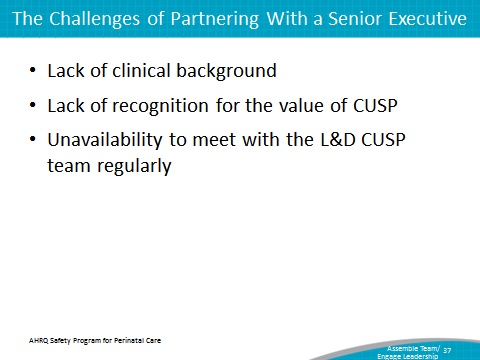 The Challenges of Partnering With a Senior Executive
• Lack of clinical background
• Lack of recognition for the value of CUSP
• Unavailability to meet with the L&D CUSP
team regularly
AHRQ Safety Program for Perinatal Care
Assemble Team/ 37
Engage Leadership